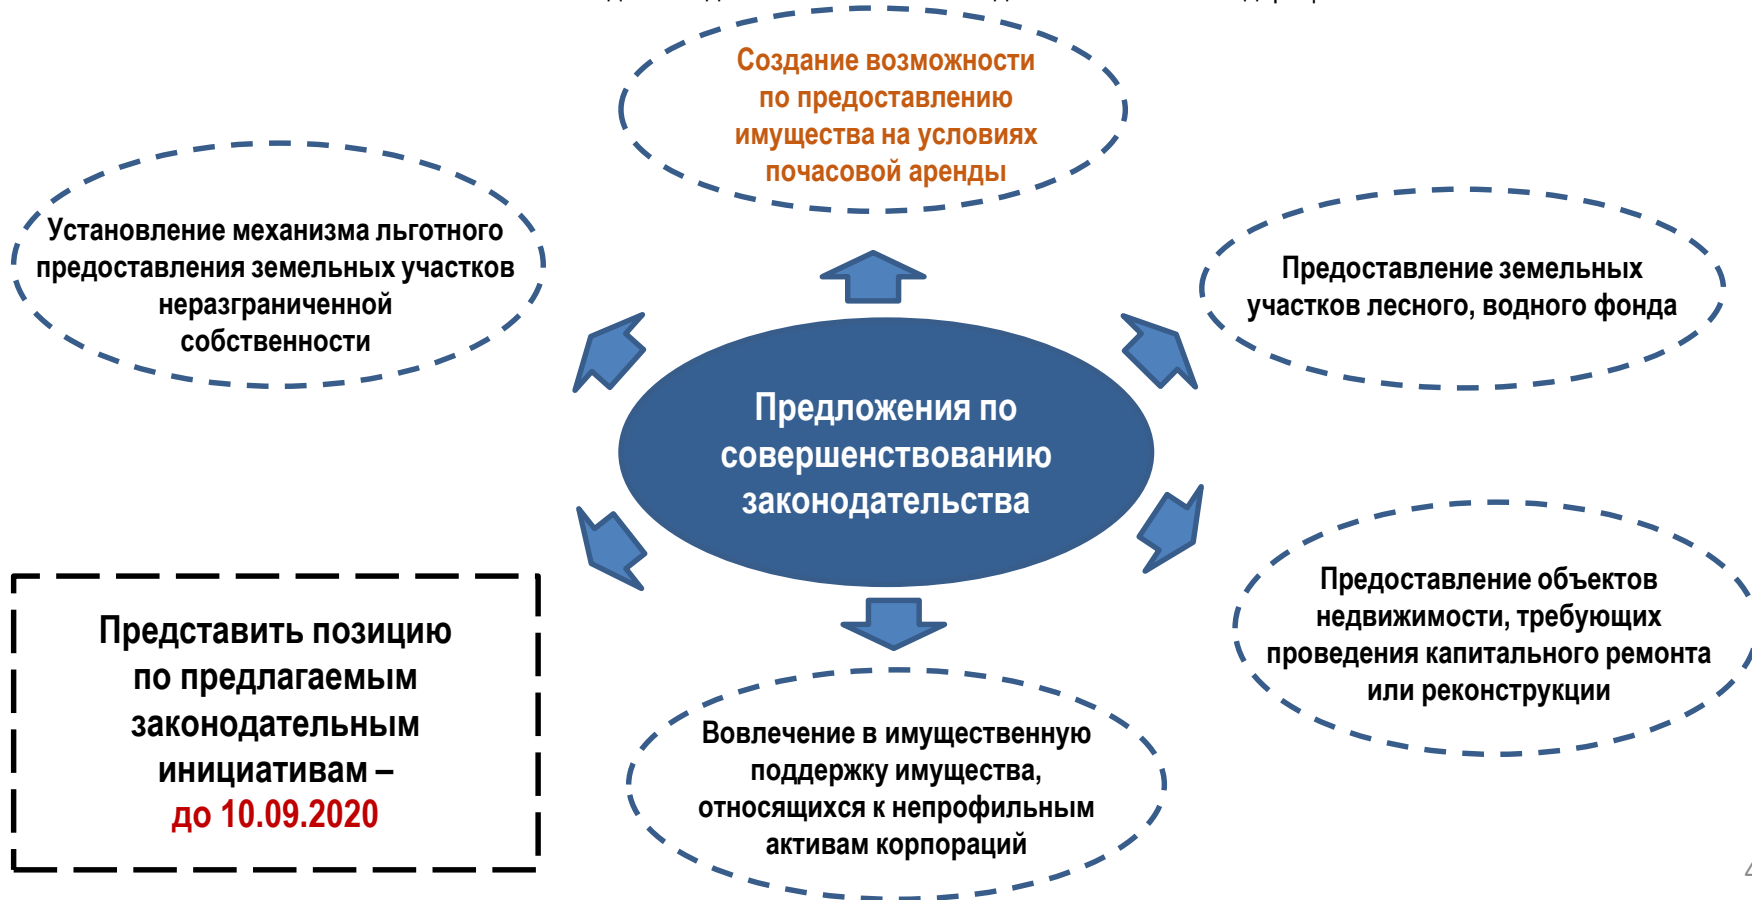 Создание возможности
по предоставлению
имущества на условиях
почасовой аренды
Установление механизма льготного
предоставления земельных участков
неразграниченной
собственности
Предоставление земельных
участков лесного, водного фонда
Предложения по
совершенствованию
законодательства
Представить позицию
по предлагаемым
законодательным
инициативам –
до 10.09.2020
Предоставление объектов
недвижимости, требующих
проведения капитального ремонта
или реконструкции
Вовлечение в имущественную
поддержку имущества,
относящихся к непрофильным
активам корпораций
4